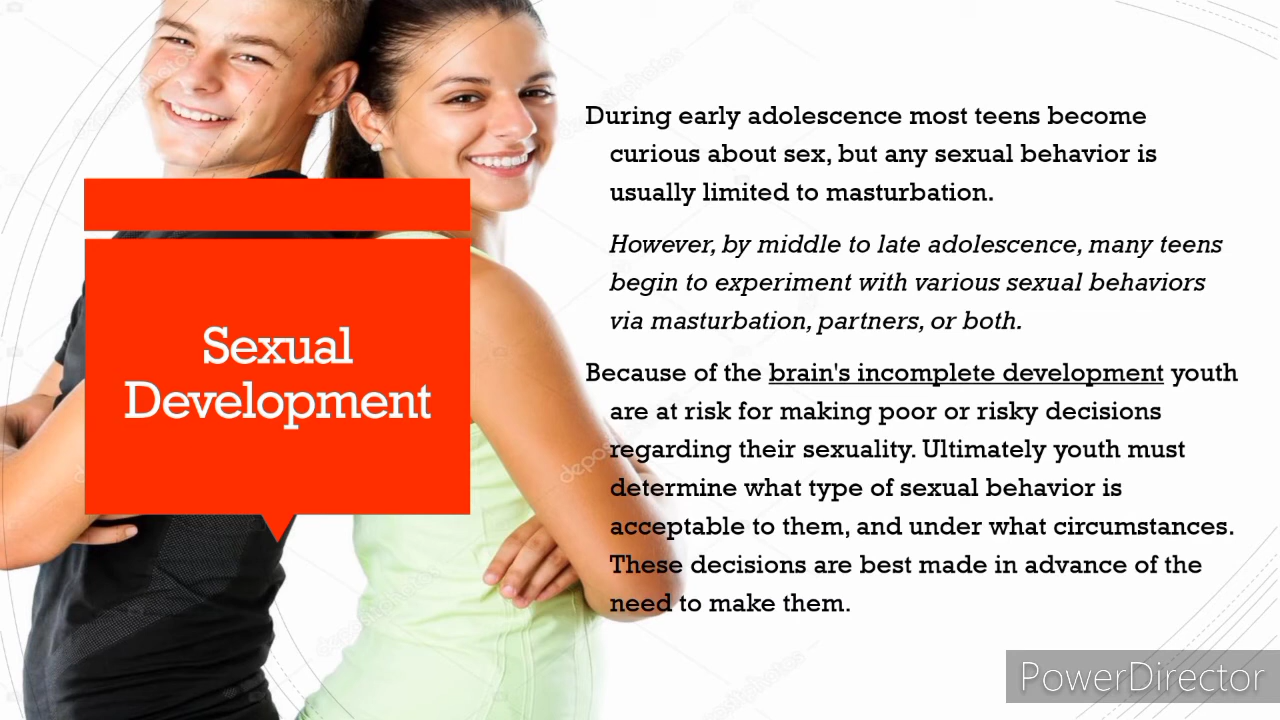 Sexual
Development
During early adolescence most teens become
curious about sex, but any sexual behavior is
usually limited to masturbation.
However, by middle to late adolescence, many teens
begin to experiment with various sexual behaviors
via masturbation, partners, or both.
Because of the brain's incomplete development youth
are at risk for making poor or risky decisions
regarding their sexuality. Ultimately youth must
determine what type of sexual behavior is
acceptable to them, and under what circumstances.
These decisions are best made in advance of the
need to make them.
PowerDirector
depositphotos